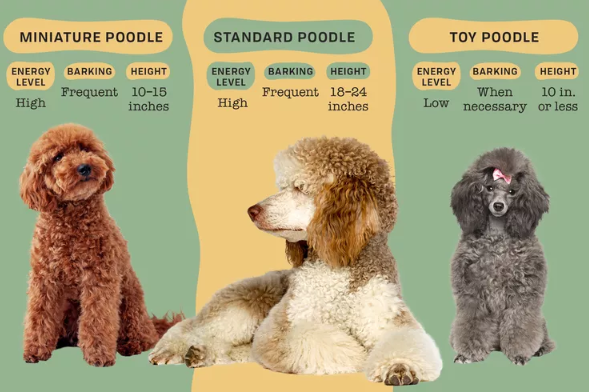 MINIATURE POODLE
ENERGY
LEVEL
High
BARKING
Frequent
HEIGHT
10–15
inches
STANDARD POODLE
ENERGY
LEVEL
High
BARKING
Frequent
HEIGHT
18–24
inches
TOY POODLE
ENERGY
LEVEL
Low
BARKING
When
necessary
HEIGHT
10 in.
or less